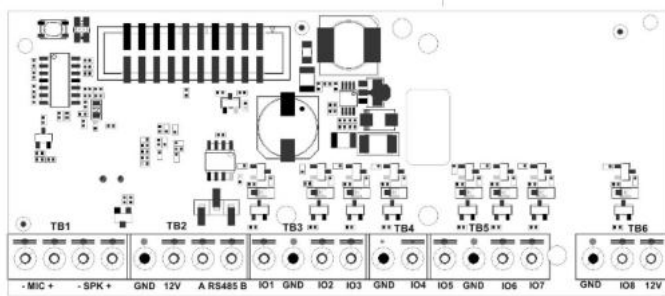 TB1 TB2 TB3 TB4 TB5 TB6
- MIC + - SPK + GND 12V A RS485 B IO1 GND IO2 IO3 GND IO4 IO5 GND IO6 IO7 GND IO8 12V